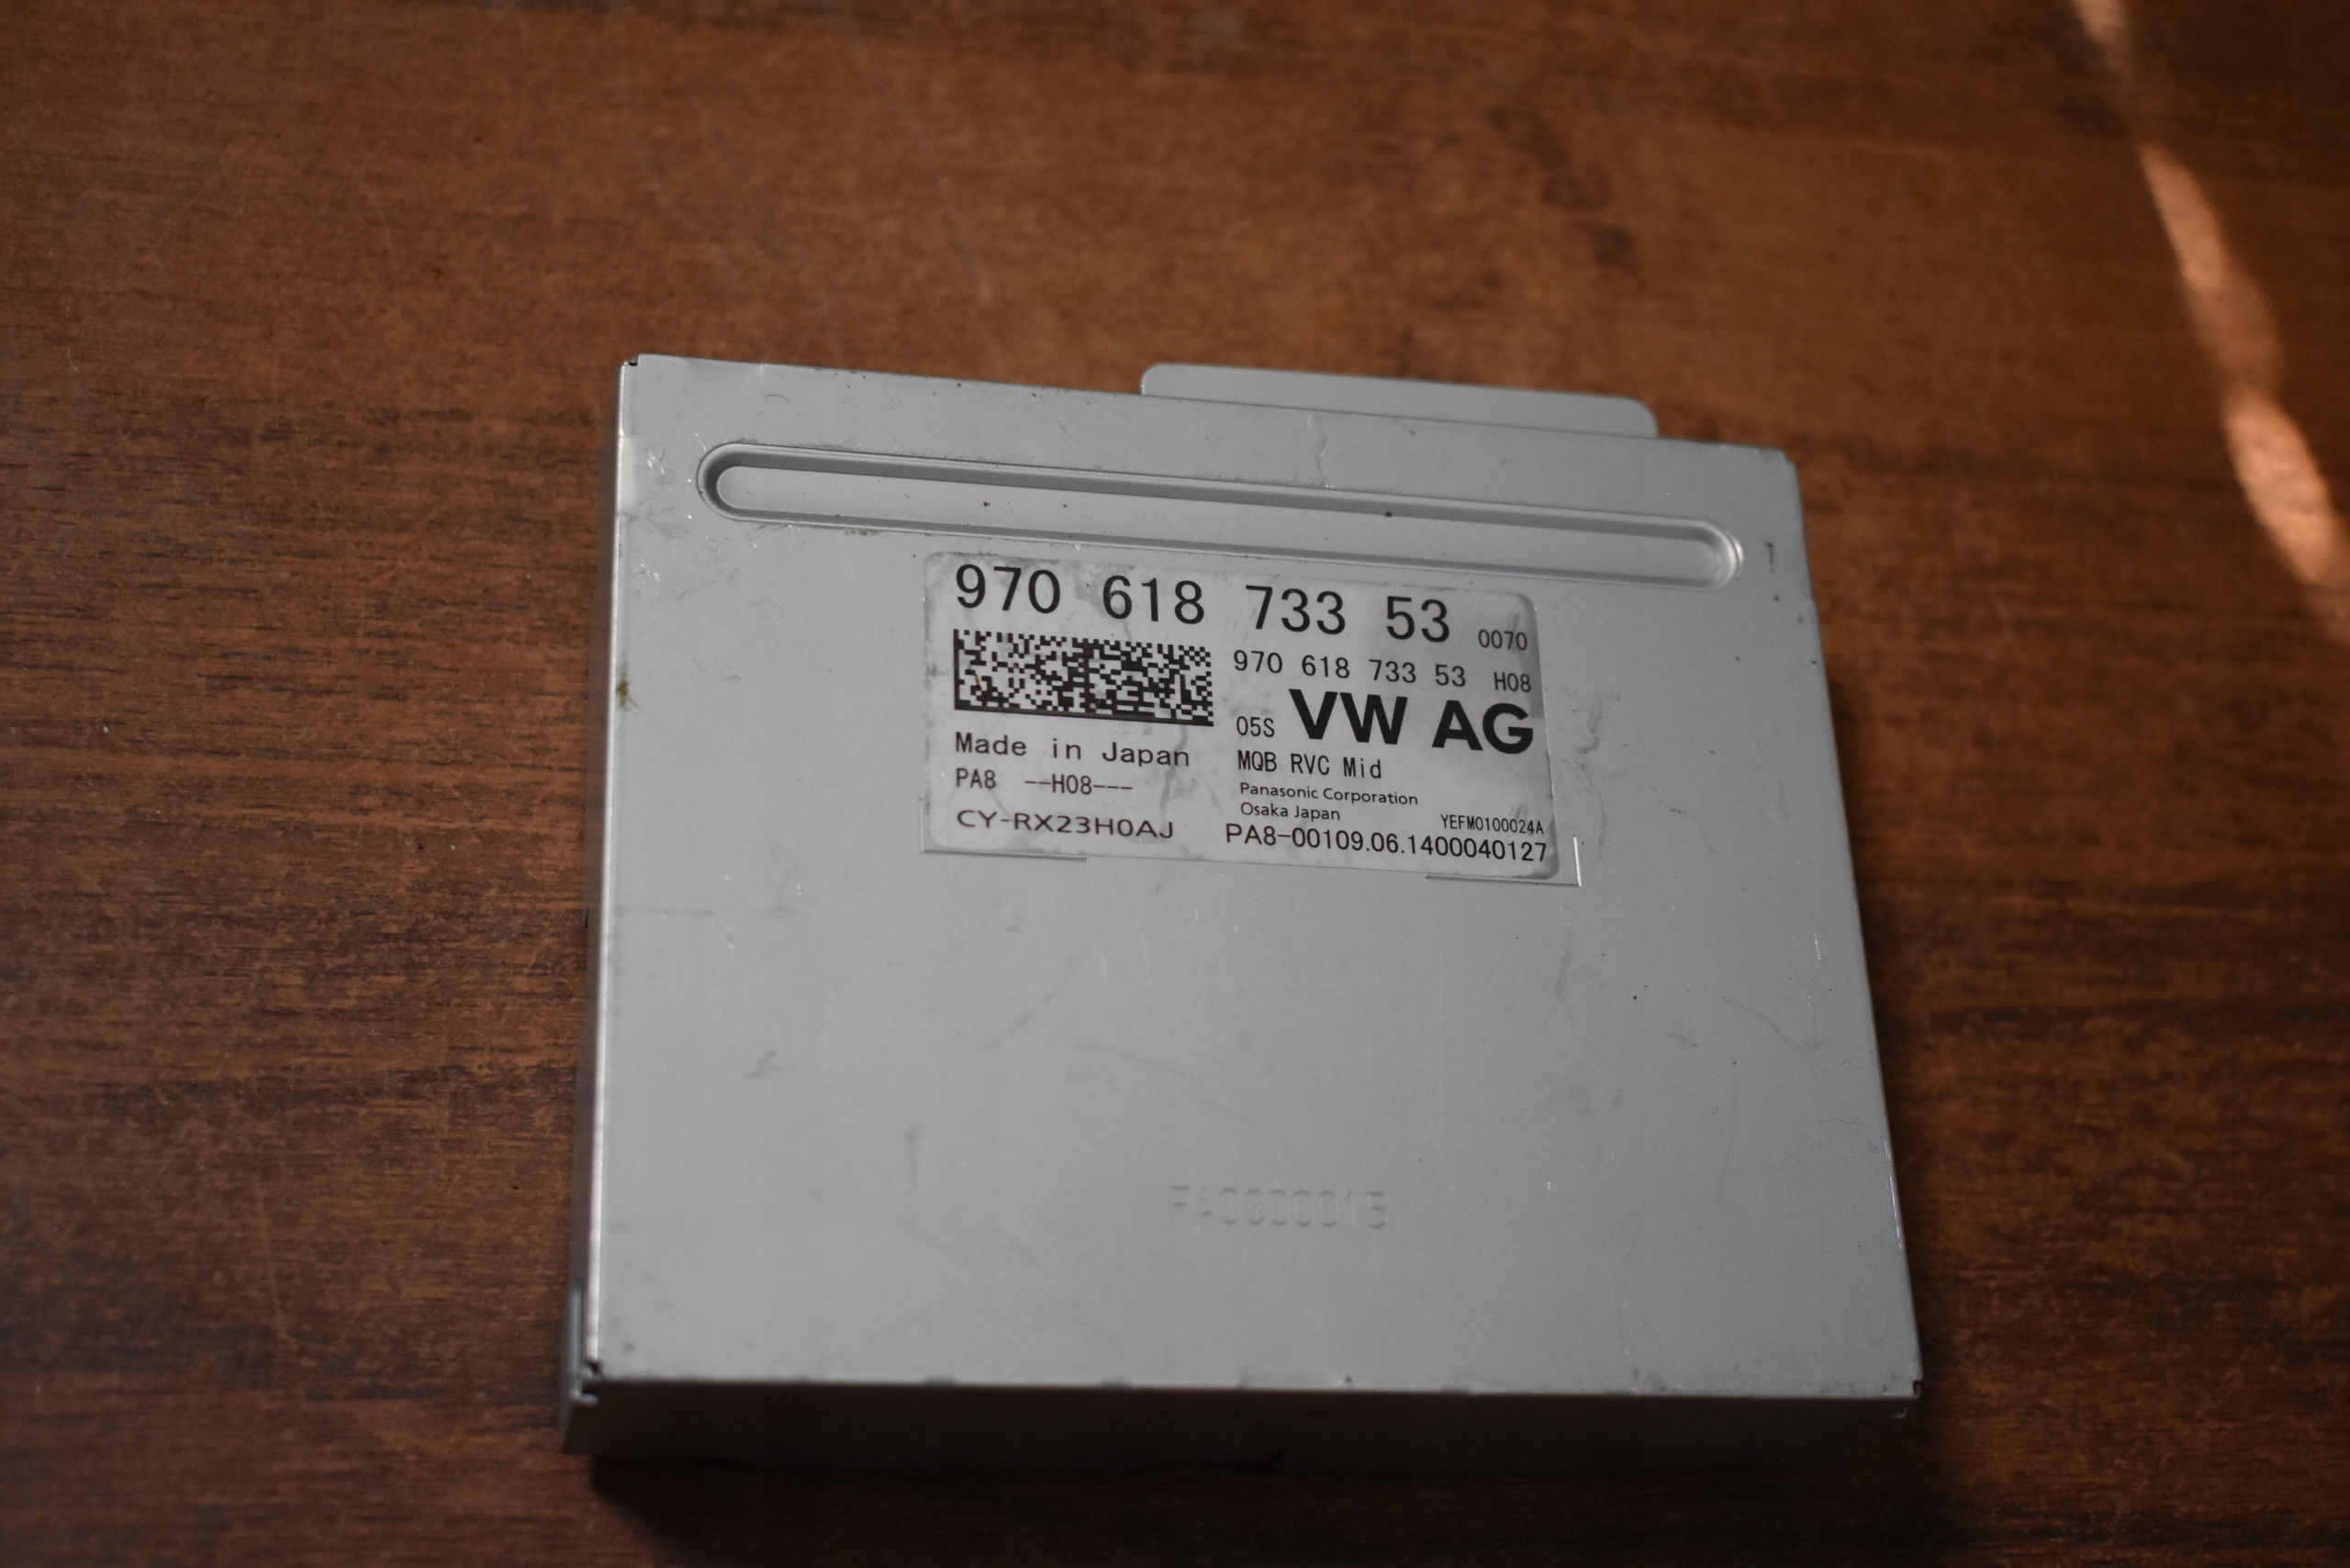 970 618 733 53 0070
970 618 733 53 H08
05S VW AG
Made in Japan
MQB RVC Mid
PA8 --H08---
Panasonic Corporation
Osaka Japan
YEFM0100024A
CY-RX23H0AJ
PA8-00109.06.1400040127
1